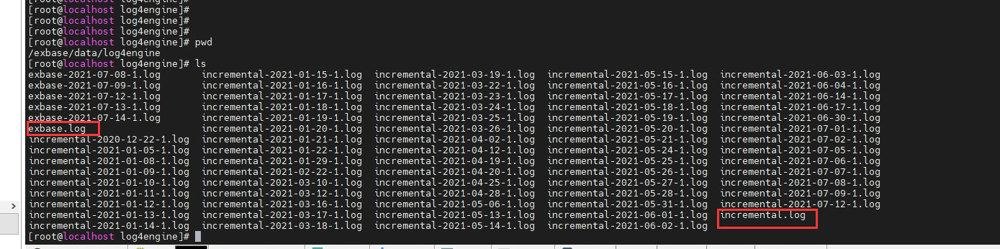 [root@localhost log4engine]#
[root@localhost log4engine]#
[root@localhost log4engine]#
[root@localhost log4engine]# pwd
/exbase/data/log4engine
[root@localhost log4engine]# ls
exbase-2021-07-08-1.log incremental-2021-01-15-1.log incremental-2021-03-19-1.log incremental-2021-05-15-1.log incremental-2021-06-03-1.log
exbase-2021-07-09-1.log incremental-2021-01-16-1.log incremental-2021-03-22-1.log incremental-2021-05-16-1.log incremental-2021-06-04-1.log
exbase-2021-07-12-1.log incremental-2021-01-17-1.log incremental-2021-03-23-1.log incremental-2021-05-17-1.log incremental-2021-06-14-1.log
exbase-2021-07-13-1.log incremental-2021-01-18-1.log incremental-2021-03-24-1.log incremental-2021-05-18-1.log incremental-2021-06-17-1.log
exbase-2021-07-14-1.log incremental-2021-01-19-1.log incremental-2021-03-25-1.log incremental-2021-05-19-1.log incremental-2021-06-30-1.log
exbase.log incremental-2021-01-20-1.log incremental-2021-03-26-1.log incremental-2021-05-20-1.log incremental-2021-07-01-1.log
incremental-2020-12-22-1.log incremental-2021-01-21-1.log incremental-2021-04-02-1.log incremental-2021-05-21-1.log incremental-2021-07-02-1.log
incremental-2021-01-05-1.log incremental-2021-01-22-1.log incremental-2021-04-12-1.log incremental-2021-05-24-1.log incremental-2021-07-05-1.log
incremental-2021-01-08-1.log incremental-2021-01-29-1.log incremental-2021-04-19-1.log incremental-2021-05-25-1.log incremental-2021-07-06-1.log
incremental-2021-01-09-1.log incremental-2021-02-22-1.log incremental-2021-04-20-1.log incremental-2021-05-26-1.log incremental-2021-07-07-1.log
incremental-2021-01-10-1.log incremental-2021-03-10-1.log incremental-2021-04-25-1.log incremental-2021-05-27-1.log incremental-2021-07-08-1.log
incremental-2021-01-11-1.log incremental-2021-03-12-1.log incremental-2021-04-28-1.log incremental-2021-05-28-1.log incremental-2021-07-09-1.log
incremental-2021-01-12-1.log incremental-2021-03-16-1.log incremental-2021-05-06-1.log incremental-2021-05-31-1.log incremental-2021-07-12-1.log
incremental-2021-01-13-1.log incremental-2021-03-17-1.log incremental-2021-05-13-1.log incremental-2021-06-01-1.log incremental.log
incremental-2021-01-14-1.log incremental-2021-03-18-1.log incremental-2021-05-14-1.log incremental-2021-06-02-1.log
[root@localhost log4engine]#